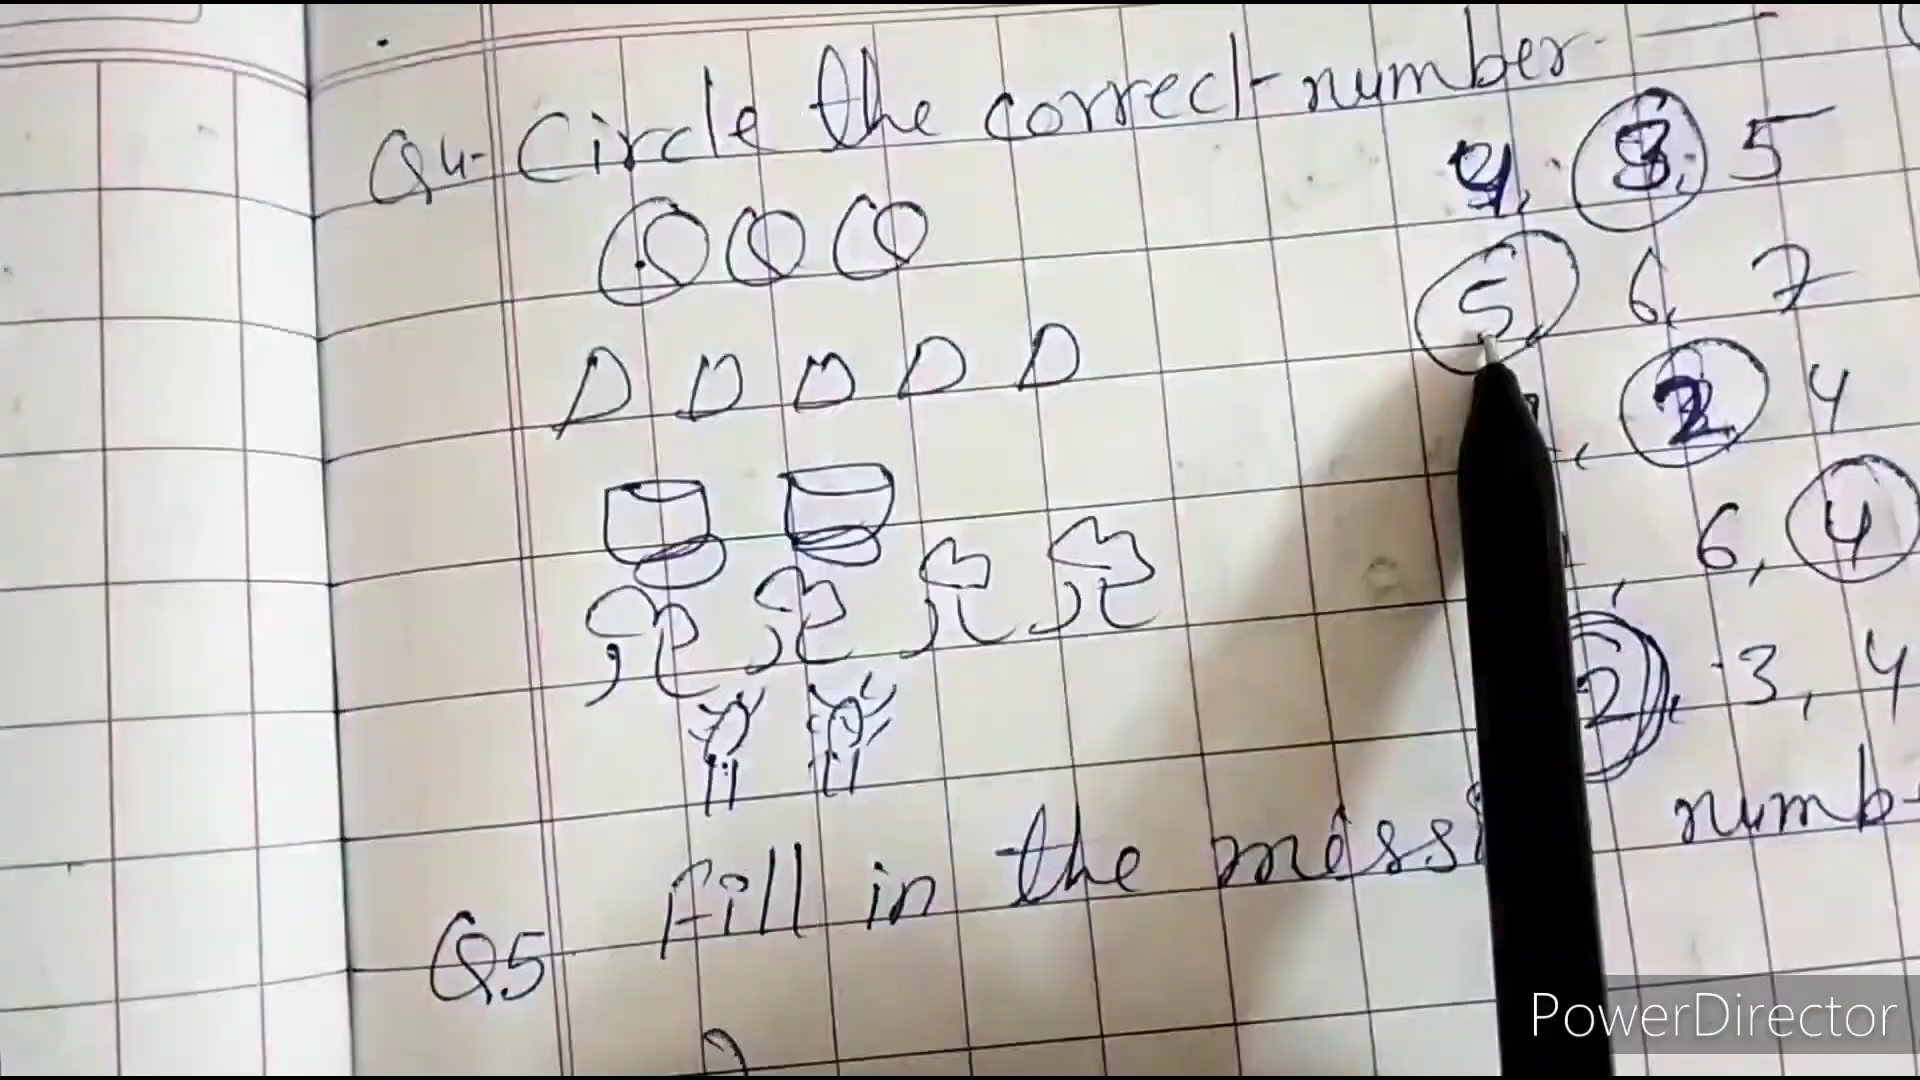 Q4- Circle the correct number.
4, 3, 5
5, 6, 7
2 4
6, 4
2, 3, 4
Q5 Fill in the missi numb
PowerDirector